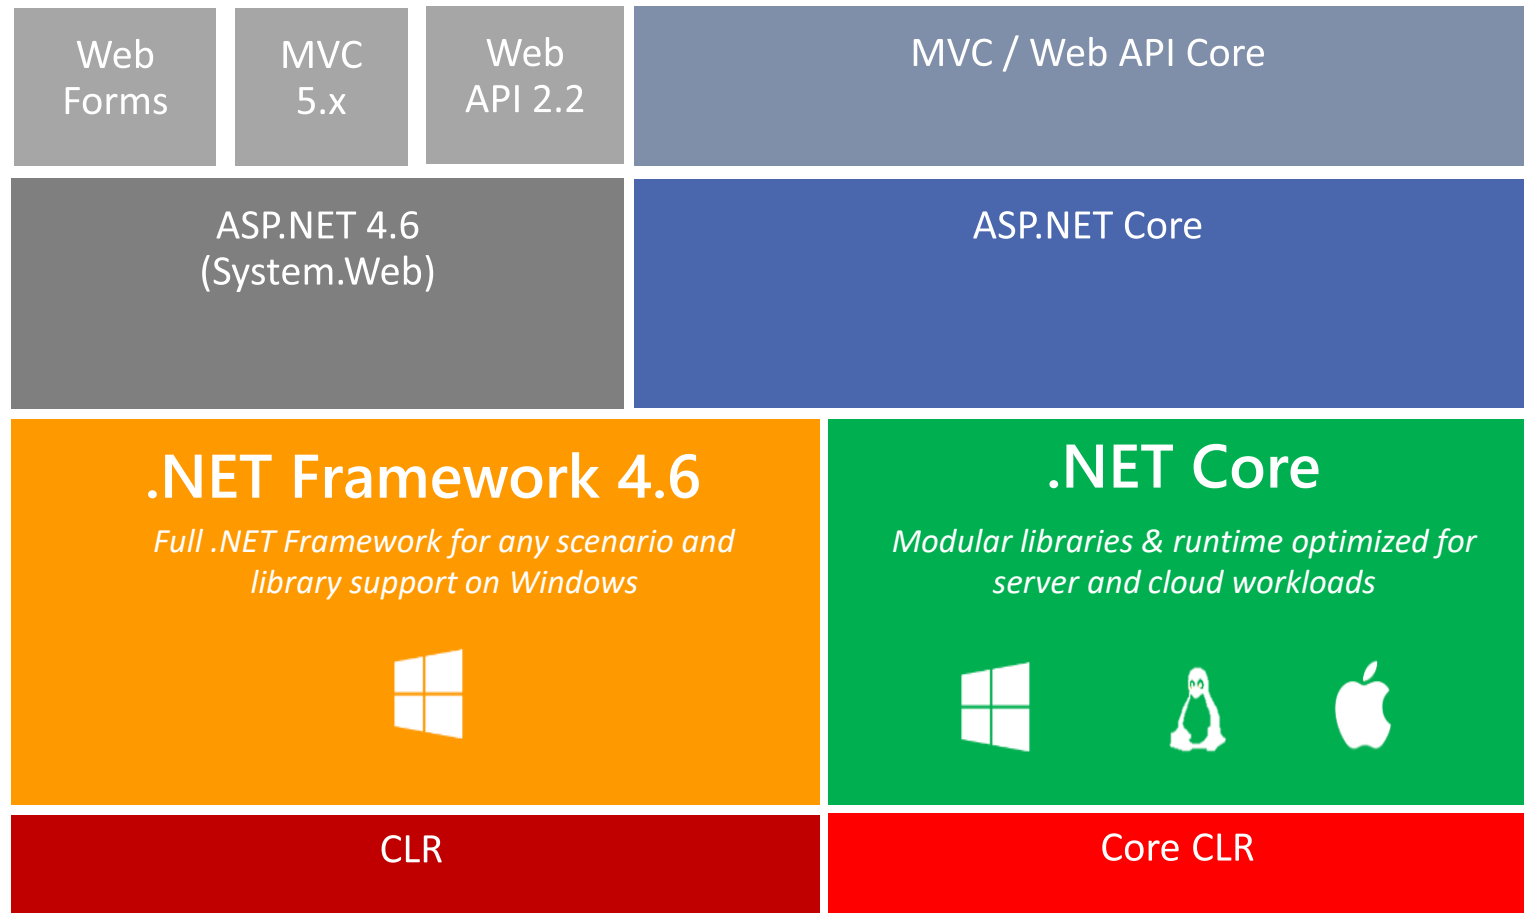 Web
Forms
MVC
5.x
Web
API 2.2
MVC / Web API Core
ASP.NET 4.6
(System.Web)
ASP.NET Core
.NET Framework 4.6
Full .NET Framework for any scenario and
library support on Windows
.NET Core
Modular libraries & runtime optimized for
server and cloud workloads
CLR
Core CLR